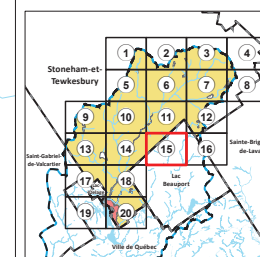 1 2 3 4
Stoneham-et-
Tewkesbury
5 6 7 8
9 10 11 12
13 14 15 16
Saint-Gabriel-
de-Valcartier
Sainte-Brig
de-Lava
Lac
Beauport
17 18
19 20
Ville de Québec